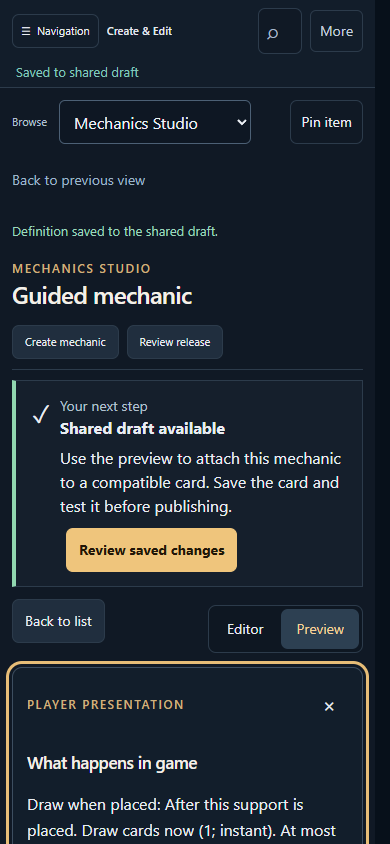 ☰ Navigation
Create & Edit
More
Saved to shared draft
Browse
Mechanics Studio
Pin item
Back to previous view
Definition saved to the shared draft.
MECHANICS STUDIO
Guided mechanic
Create mechanic
Review release
Your next step
Shared draft available
Use the preview to attach this mechanic
to a compatible card. Save the card and
test it before publishing.
Review saved changes
Back to list
Editor
Preview
PLAYER PRESENTATION
×
What happens in game
Draw when placed: After this support is
placed. Draw cards now (1; instant). At most